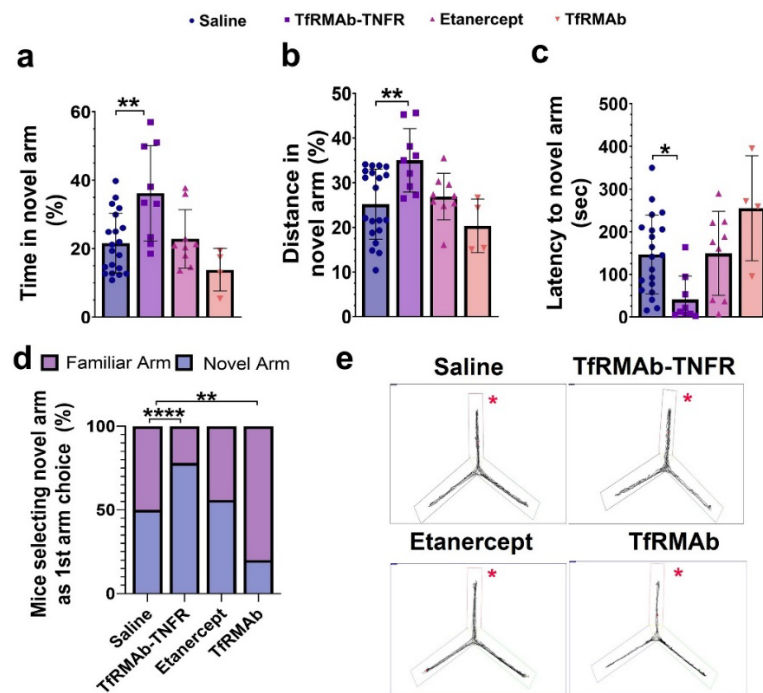 Saline TfRMAb-TNFR Etanercept TfRMAb
a
Time in novel arm
(%)
60
40
20
0
**
b
Distance in
novel arm (%)
50
40
30
20
10
0
**
c
Latency to novel arm
(sec)
500
400
300
200
100
0
*
d
Familiar Arm Novel Arm
Mice selecting novel arm
as 1st arm choice (%)
100
50
0
**
****
Saline
TfRMAb-TNFR
Etanercept
TfRMAb
e
Saline
*
TfRMAb-TNFR
*
Etanercept
*
TfRMAb
*